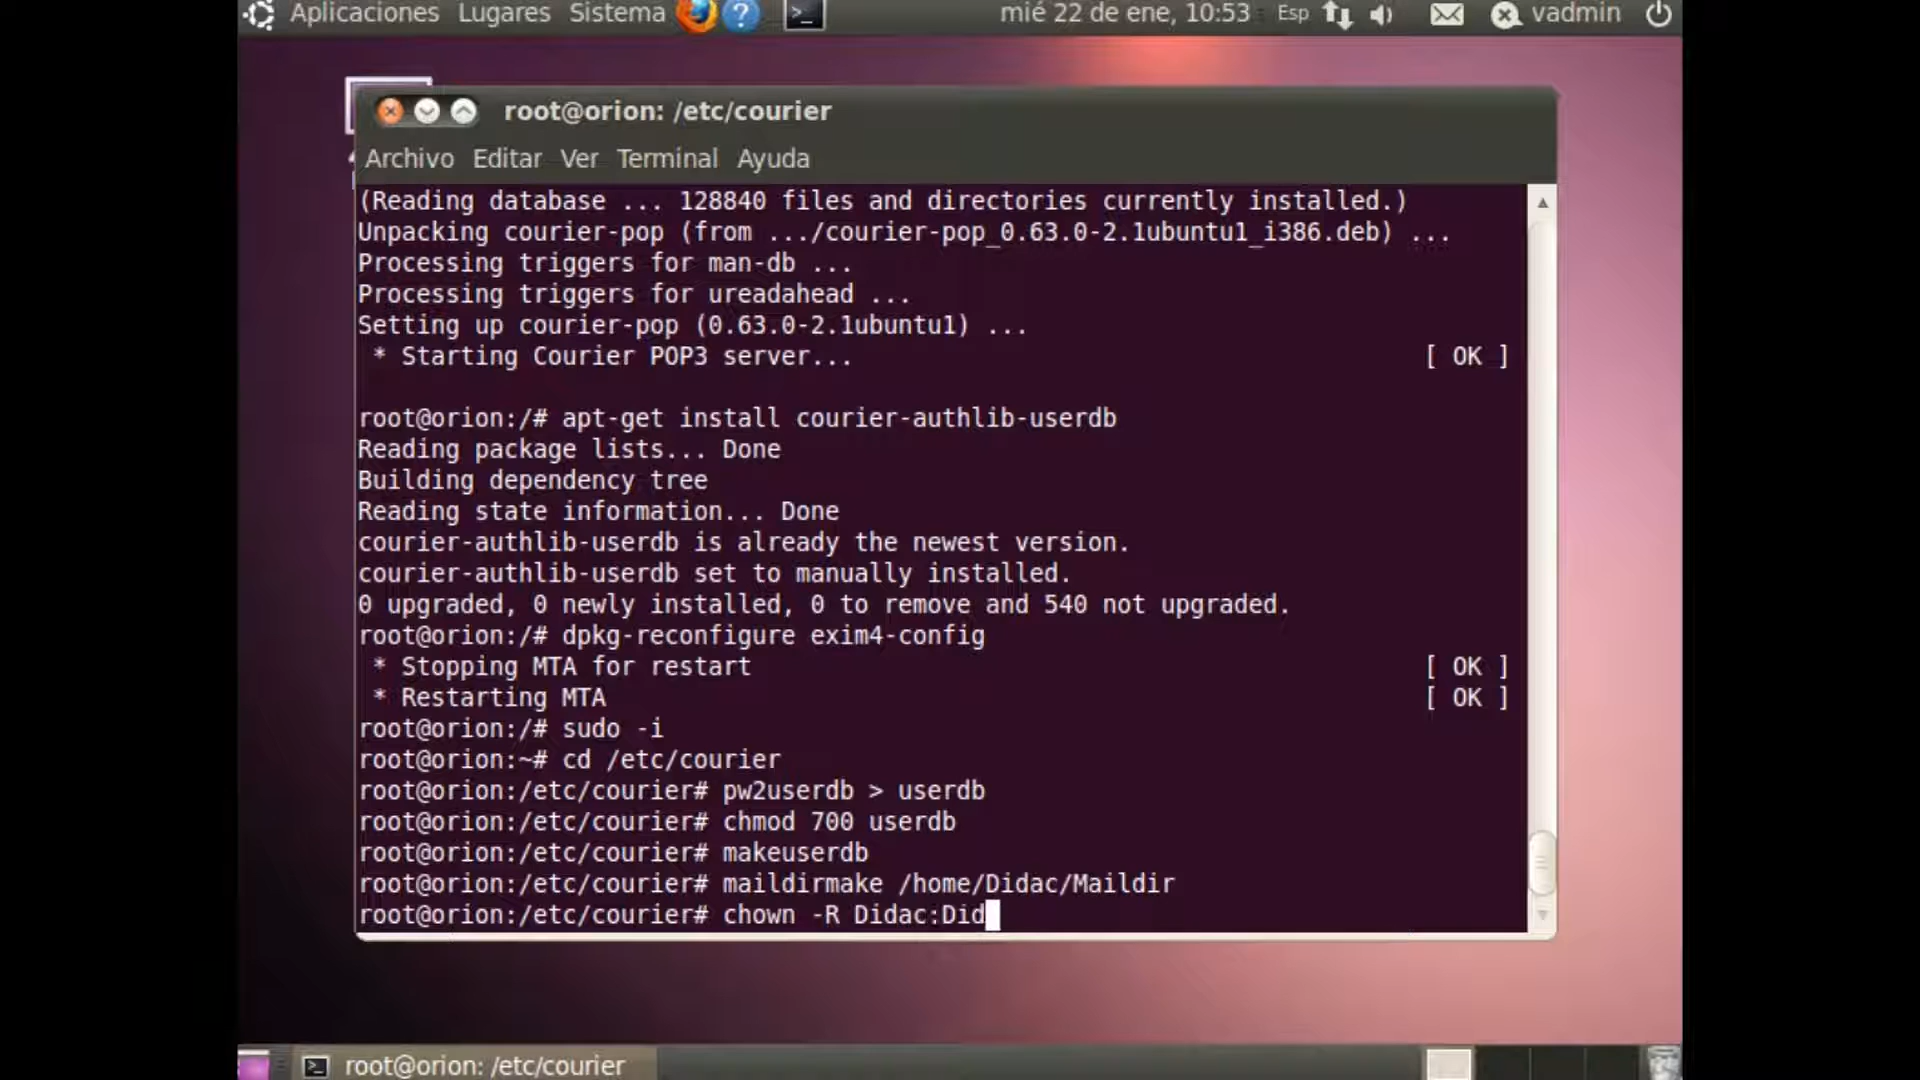 Aplicaciones Lugares Sistema mié 22 de ene, 10:53 Esp vadmin
root@orion: /etc/courier
Archivo Editar Ver Terminal Ayuda
(Reading database ... 128840 files and directories currently installed.)
Unpacking courier-pop (from .../courier-pop_0.63.0-2.1ubuntu1_i386.deb) ...
Processing triggers for man-db ...
Processing triggers for ureadahead ...
Setting up courier-pop (0.63.0-2.1ubuntu1) ...
* Starting Courier POP3 server... [ OK ]
root@orion:/# apt-get install courier-authlib-userdb
Reading package lists... Done
Building dependency tree
Reading state information... Done
courier-authlib-userdb is already the newest version.
courier-authlib-userdb set to manually installed.
0 upgraded, 0 newly installed, 0 to remove and 540 not upgraded.
root@orion:/# dpkg-reconfigure exim4-config
* Stopping MTA for restart [ OK ]
* Restarting MTA [ OK ]
root@orion:/# sudo -i
root@orion:~# cd /etc/courier
root@orion:/etc/courier# pw2userdb > userdb
root@orion:/etc/courier# chmod 700 userdb
root@orion:/etc/courier# makeuserdb
root@orion:/etc/courier# maildirmake /home/Didac/Maildir
root@orion:/etc/courier# chown -R Didac:Did
root@orion: /etc/courier